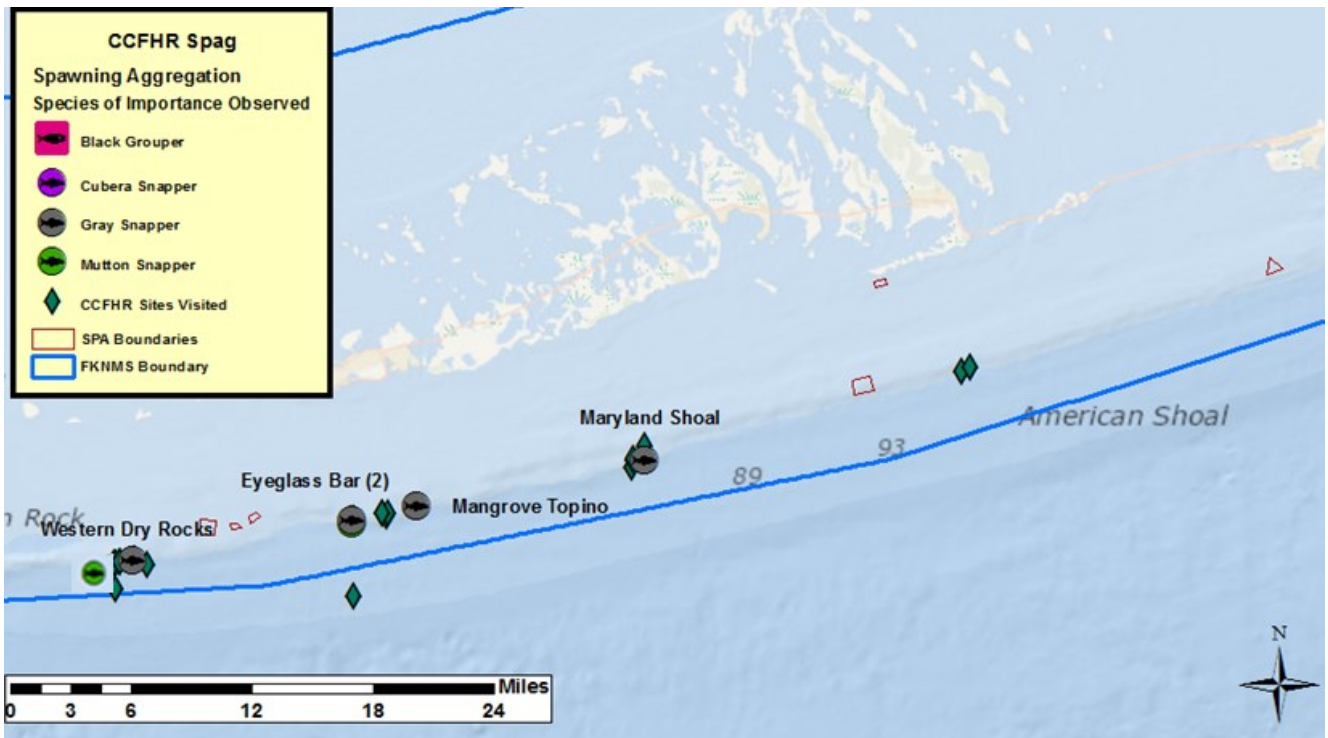 CCFHR Spag
Spawning Aggregation
Species of Importance Observed
Black Grouper
Cubera Snapper
Gray Snapper
Mutton Snapper
CCFHR Sites Visited
SPA Boundaries
FKNMS Boundary
Maryland Shoal
American Shoal
93
89
Eyeglass Bar (2)
Mangrove Topino
Rock
Western Dry Rocks
N
Miles
0 3 6 12 18 24